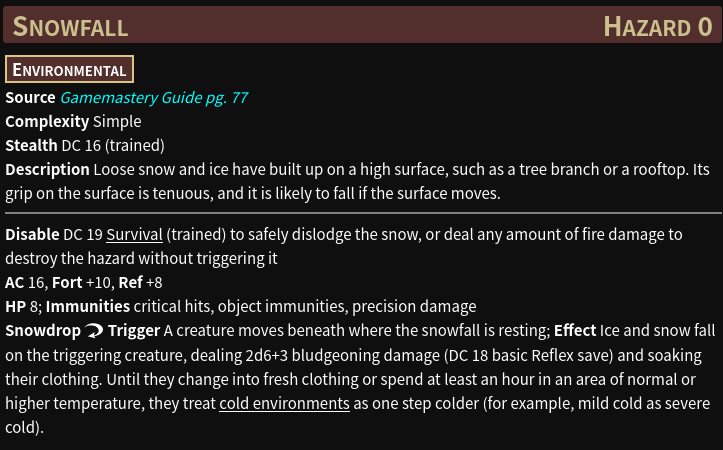 Snowfall Hazard 0
Environmental
Source Gamemastery Guide pg. 77
Complexity Simple
Stealth DC 16 (trained)
Description Loose snow and ice have built up on a high surface, such as a tree branch or a rooftop. Its
grip on the surface is tenuous, and it is likely to fall if the surface moves.
Disable DC 19 Survival (trained) to safely dislodge the snow, or deal any amount of fire damage to
destroy the hazard without triggering it
AC 16, Fort +10, Ref +8
HP 8; Immunities critical hits, object immunities, precision damage
Snowdrop Trigger A creature moves beneath where the snowfall is resting; Effect Ice and snow fall
on the triggering creature, dealing 2d6+3 bludgeoning damage (DC 18 basic Reflex save) and soaking
their clothing. Until they change into fresh clothing or spend at least an hour in an area of normal or
higher temperature, they treat cold environments as one step colder (for example, mild cold as severe
cold).